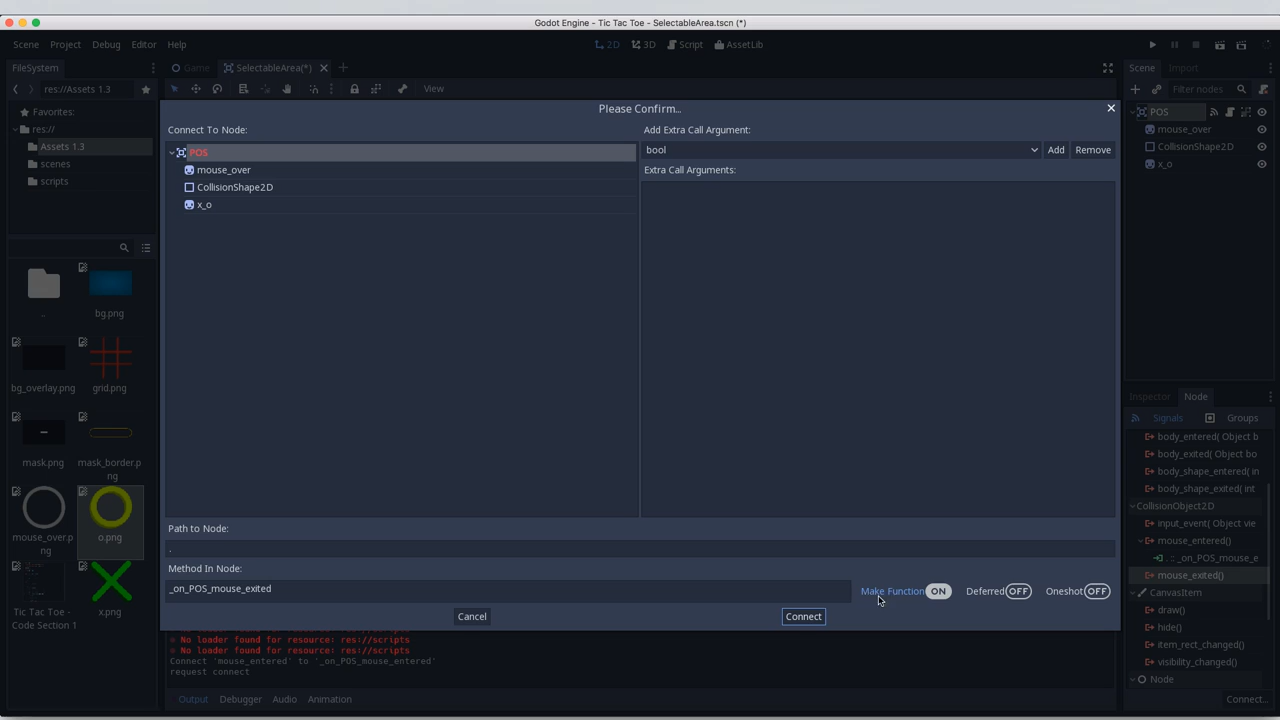 Godot Engine - Tic Tac Toe - SelectableArea.tscn (*)
Scene Project Debug Editor Help
2D 3D Script AssetLib
FileSystem
Game SelectableArea(*)
Scene Import
res://Assets 1.3
View
Filter nodes
Favorites:
res://
Assets 1.3
scenes
scripts
Please Confirm...
Connect To Node:
POS
mouse_over
CollisionShape2D
x_o
Add Extra Call Argument:
bool
Add Remove
Extra Call Arguments:
POS
mouse_over
CollisionShape2D
x_o
..
bg.png
bg_overlay.png
grid.png
mask.png
mask_border.p
ng
mouse_over.p
ng
o.png
Tic Tac Toe -
Code Section 1
x.png
Path to Node:
.
Method In Node:
_on_POS_mouse_exited
Make Function ON
Deferred OFF
Oneshot OFF
Cancel
Connect
No loader found for resource: res://scripts
No loader found for resource: res://scripts
Connect 'mouse_entered' to '_on_POS_mouse_entered'
request connect
Output Debugger Audio Animation
Inspector Node
Signals Groups
body_entered( Object b
body_exited( Object bo
body_shape_entered( in
body_shape_exited( int
CollisionObject2D
input_event( Object vie
mouse_entered()
. :: _on_POS_mouse_e
mouse_exited()
CanvasItem
draw()
hide()
item_rect_changed()
visibility_changed()
Node
Connect...